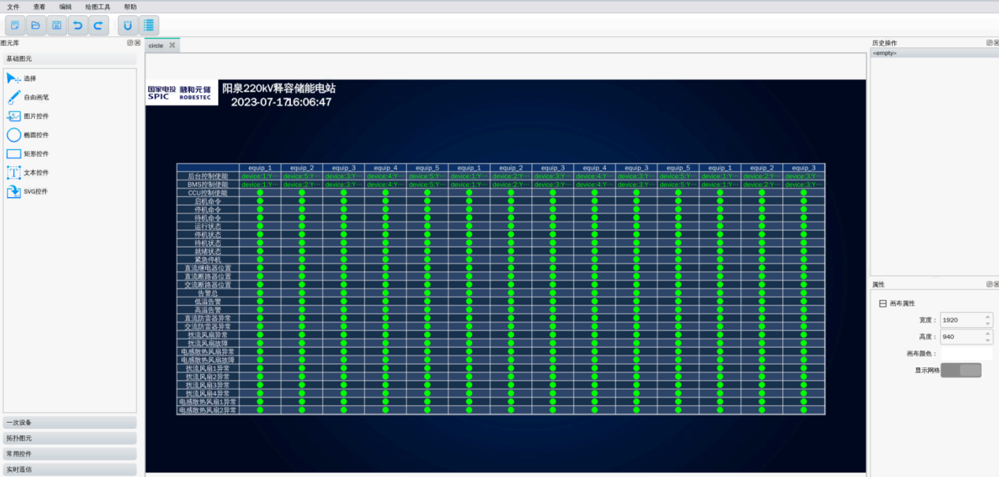 文件 查看 编辑 绘图工具 帮助
图元库
基础图元
选择
自由画笔
图片控件
椭圆控件
矩形控件
文本控件
SVG控件
一次设备
拓扑图元
常用控件
实时遥信
circle
国家电投 融和元储
SPIC ROBESTEC
阳泉220kV释容储能电站
2023-07-17 16:06:47
equip_1 equip_2 equip_3 equip_4 equip_5 equip_1 equip_2 equip_3 equip_4 equip_3 equip_5 equip_1 equip_2 equip_3
后台控制使能 device:1:Y··· device:5:Y··· device:3:Y··· device:4:Y··· device:5:Y··· device:1:Y··· device:2:Y··· device:3:Y··· device:4:Y··· device:3:Y··· device:5:Y··· device:1:Y··· device:2:Y··· device:3:Y···
BMS控制使能 device:1:Y··· device:2:Y··· device:3:Y··· device:4:Y··· device:5:Y··· device:1:Y··· device:2:Y··· device:3:Y··· device:4:Y··· device:3:Y··· device:5:Y··· device:1:Y··· device:2:Y··· device:3:Y···
CCU控制使能
启机命令
停机命令
待机命令
运行状态
停机状态
待机状态
就绪状态
紧急停机
直流继电器位置
直流断路器位置
交流断路器位置
告警总
低温告警
高温告警
直流防雷器异常
交流防雷器异常
扰流风扇异常
扰流风扇故障
电感散热风扇异常
电感散热风扇故障
扰流风扇1异常
扰流风扇2异常
扰流风扇3异常
扰流风扇4异常
电感散热风扇1异常
电感散热风扇2异常
历史操作
<empty>
属性
画布属性
宽度： 1920
高度： 940
画布颜色：
显示网格